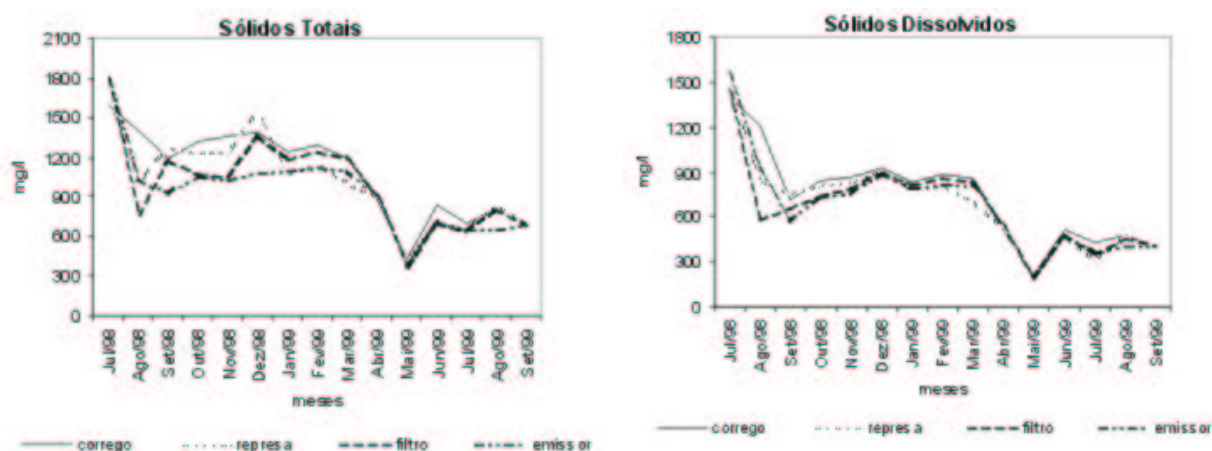 Sólidos Totais
2100
1800
1500
1200
900
600
300
0
mg/l
Jul/98
Ago/98
Set/98
Out/98
Nov/98
Dez/98
Jan/99
Fev/99
Mar/99
Abr/99
Mai/99
Jun/99
Jul/99
Ago/99
Set/99
meses
corrego represa filtro emissor
Sólidos Dissolvidos
1800
1500
1200
900
600
300
0
mg/l
Jul/98
Ago/98
Set/98
Out/98
Nov/98
Dez/98
Jan/99
Fev/99
Mar/99
Abr/99
Mai/99
Jun/99
Jul/99
Ago/99
Set/99
meses
corrego represa filtro emissor